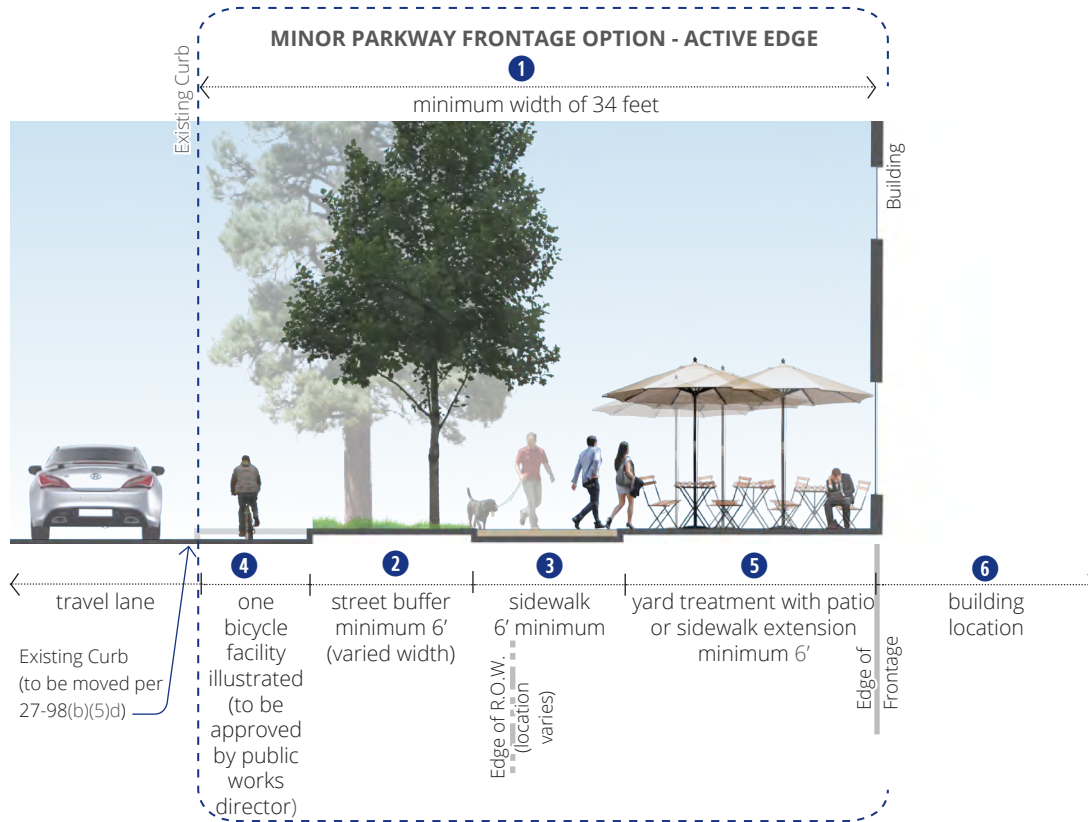 MINOR PARKWAY FRONTAGE OPTION - ACTIVE EDGE
1
minimum width of 34 feet
Existing Curb
Building
4
2
3
5
6
travel lane
one
bicycle
facility
illustrated
(to be
approved
by public
works
director)
street buffer
minimum 6'
(varied width)
sidewalk
6' minimum
Edge of R.O.W.
(location
varies)
yard treatment with patio
or sidewalk extension
minimum 6'
Edge of
Frontage
building
location
Existing Curb
(to be moved per
27-98(b)(5)d)